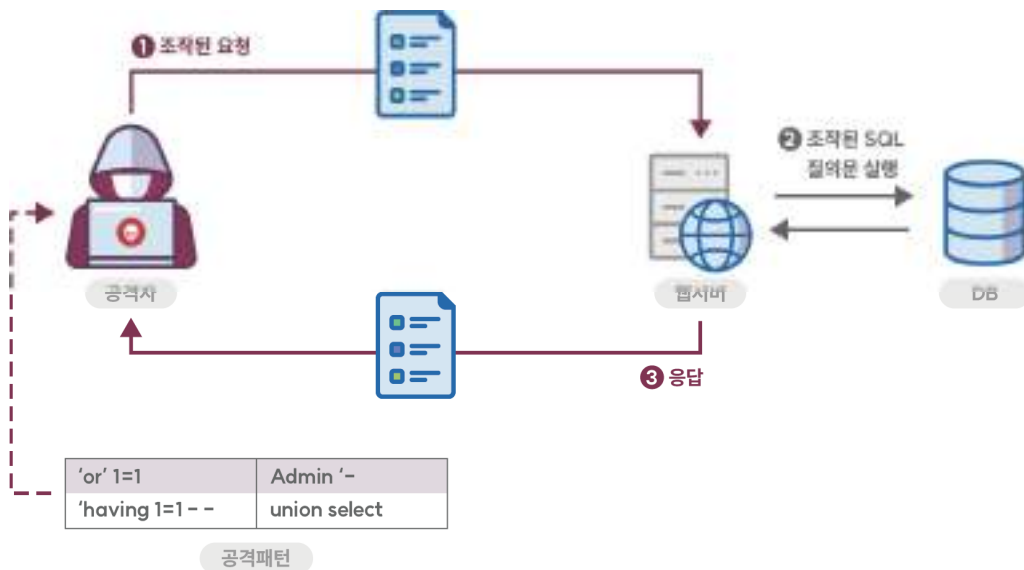 ❶ 조작된 요청
❷ 조작된 SQL
질의문 실행
공격자
웹서버
DB
❸ 응답
‘or’ 1=1 Admin ‘–
‘having 1=1 – – union select
공격패턴